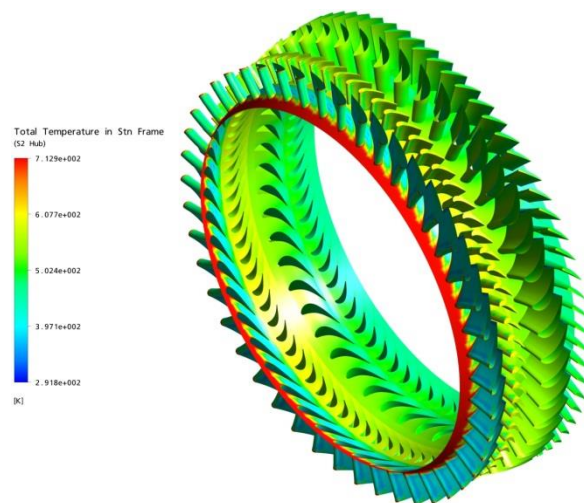 Total Temperature in Stn Frame
(S2 Hub)
7.129e+002
6.077e+002
5.024e+002
3.971e+002
2.918e+002
[K]